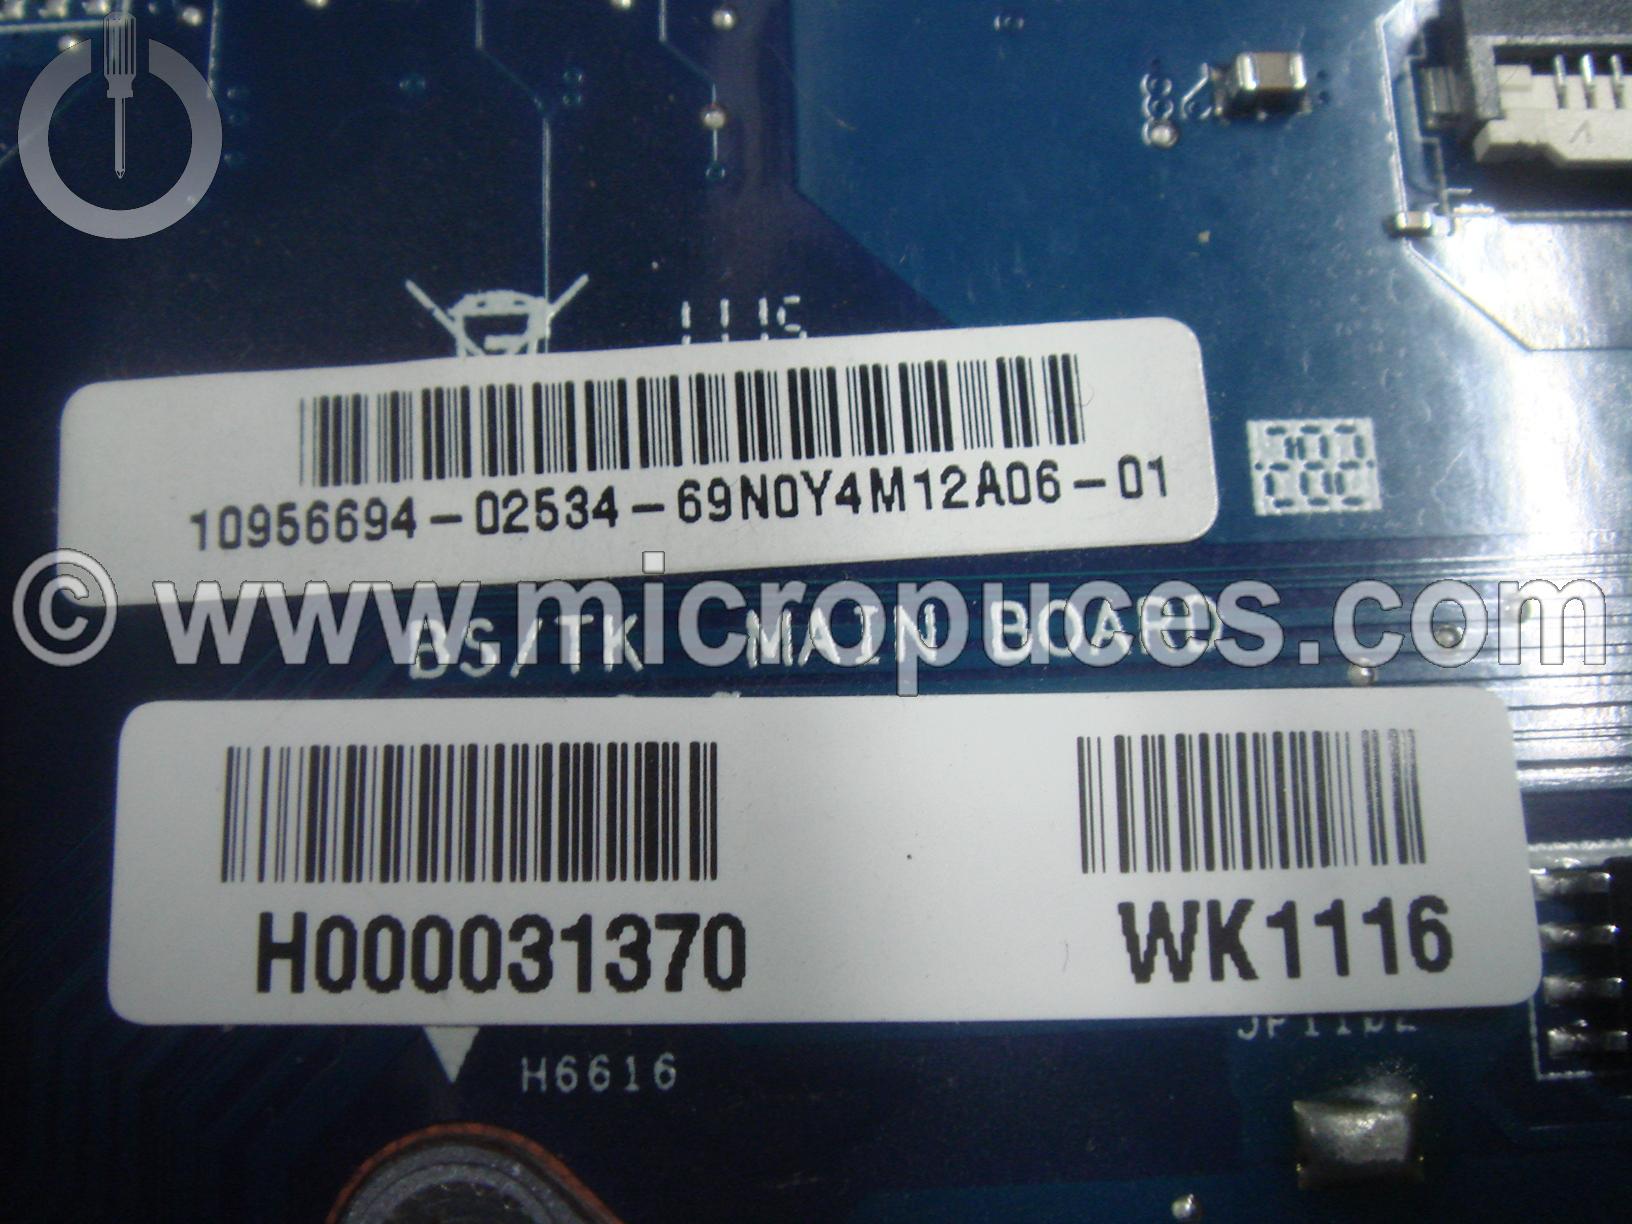 10956694-02534-69N0Y4M12A06-01
© www.micropuces.com
BS/TK MAIN BOARD
H000031370 WK1116
H6616